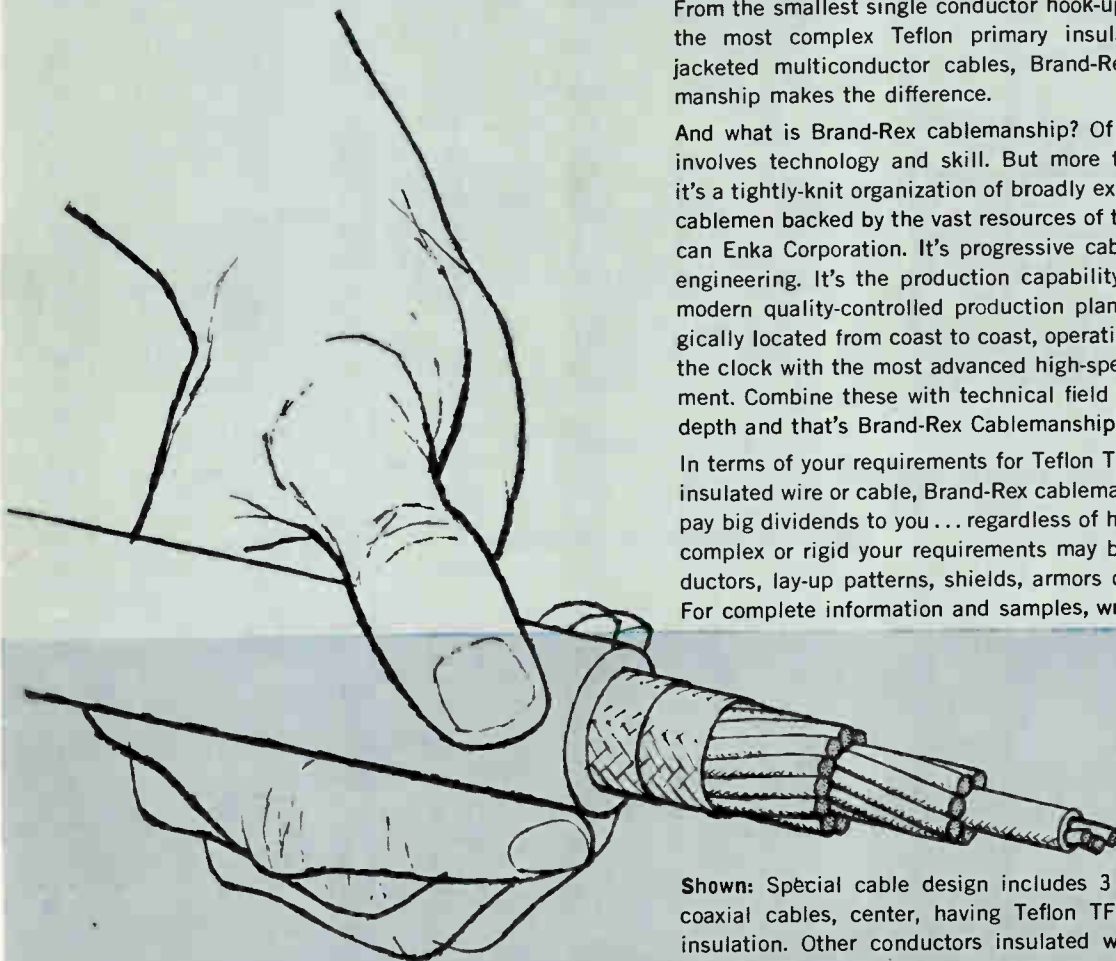 From the smallest single conductor hook-up
the most complex Teflon primary insul
jacketed multiconductor cables, Brand-Re
manship makes the difference.
And what is Brand-Rex cablemanship? Of
involves technology and skill. But more t
it's a tightly-knit organization of broadly ex
cablemen backed by the vast resources of t
can Enka Corporation. It's progressive cab
engineering. It's the production capability
modern quality-controlled production plan
gically located from coast to coast, operati
the clock with the most advanced high-spe
ment. Combine these with technical field
depth and that's Brand-Rex Cablemanship
In terms of your requirements for Teflon T
insulated wire or cable, Brand-Rex cablema
pay big dividends to you... regardless of h
complex or rigid your requirements may b
ductors, lay-up patterns, shields, armors o
For complete information and samples, wr
Shown: Special cable design includes 3
coaxial cables, center, having Teflon TF
insulation. Other conductors insulated w